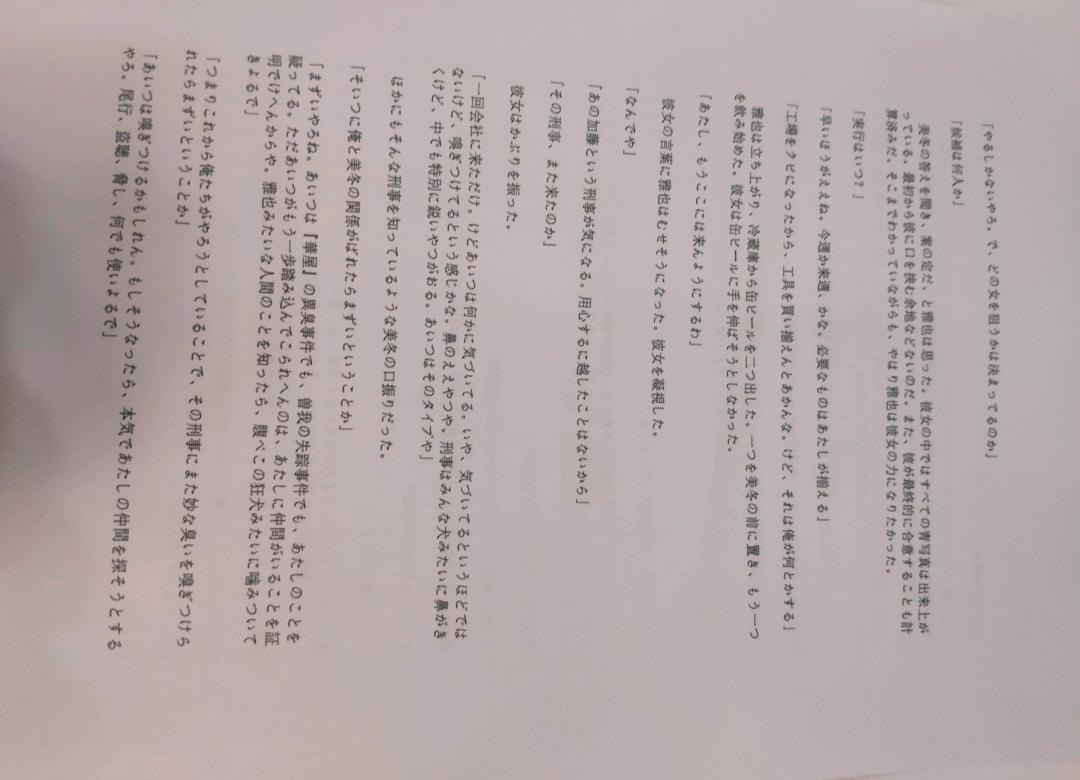 「やるしかないやろ。で、どの女を狙うかは決まってるのか」
「候補は何人か」
美冬の答えを聞き、案の定だ、と雅也は思った。彼女の中ではすべての青写真は出来上が
っている。最初から彼に口を挟む余地などないのだ。また、彼が最終的に合意することも計
算済みだ。そこまでわかっていながらも、やはり雅也は彼女の力になりたかった。
「実行はいつ？」
「早いほうがええね。今週か来週、かな。必要なものはあたしが揃える」
「工場をクビになったから、工具を買い揃えんとあかんな。けど、それは俺が何とかする」
雅也は立ち上がり、冷蔵庫から缶ビールを二つ出した。一つを美冬の前に置き、もう一つ
を飲み始めた。彼女は缶ビールに手を伸ばそうとしなかった。
「あたし、もうここには来んようにするわ」
彼女の言葉に雅也はむせそうになった。彼女を凝視した。
「なんでや」
「あの加藤という刑事が気になる。用心するに越したことはないから」
「その刑事、また来たのか」
彼女はかぶりを振った。
「一回会社に来ただけ。けどあいつは何かに気づいてる。いや、気づいてるというほどでは
ないけど、嗅ぎつけてるという感じかな。鼻のええやつや。刑事はみんな犬みたいに鼻がき
くけど、中でも特別に鋭いやつがおる。あいつはそのタイプや」
ほかにもそんな刑事を知っているような美冬の口振りだった。
「そいつに俺と美冬の関係がばれたらまずいということか」
「まずいやろね。あいつは『華屋』の異臭事件でも、曽我の失踪事件でも、あたしのことを
疑ってる。ただあいつがもう一歩踏み込んでこられへんのは、あたしに仲間がいることを証
明でけへんからや。雅也みたいな人間のことを知ったら、腹ぺこの狂犬みたいに噛みついて
きよるで」
「つまりこれから俺たちがやろうとしていることで、その刑事にまた妙な臭いを嗅ぎつけら
れたらまずいということか」
「あいつは嗅ぎつけるかもしれん。もしそうなったら、本気であたしの仲間を探そうとする
やろ。尾行、盗聴、脅し、何でも使いよるで」